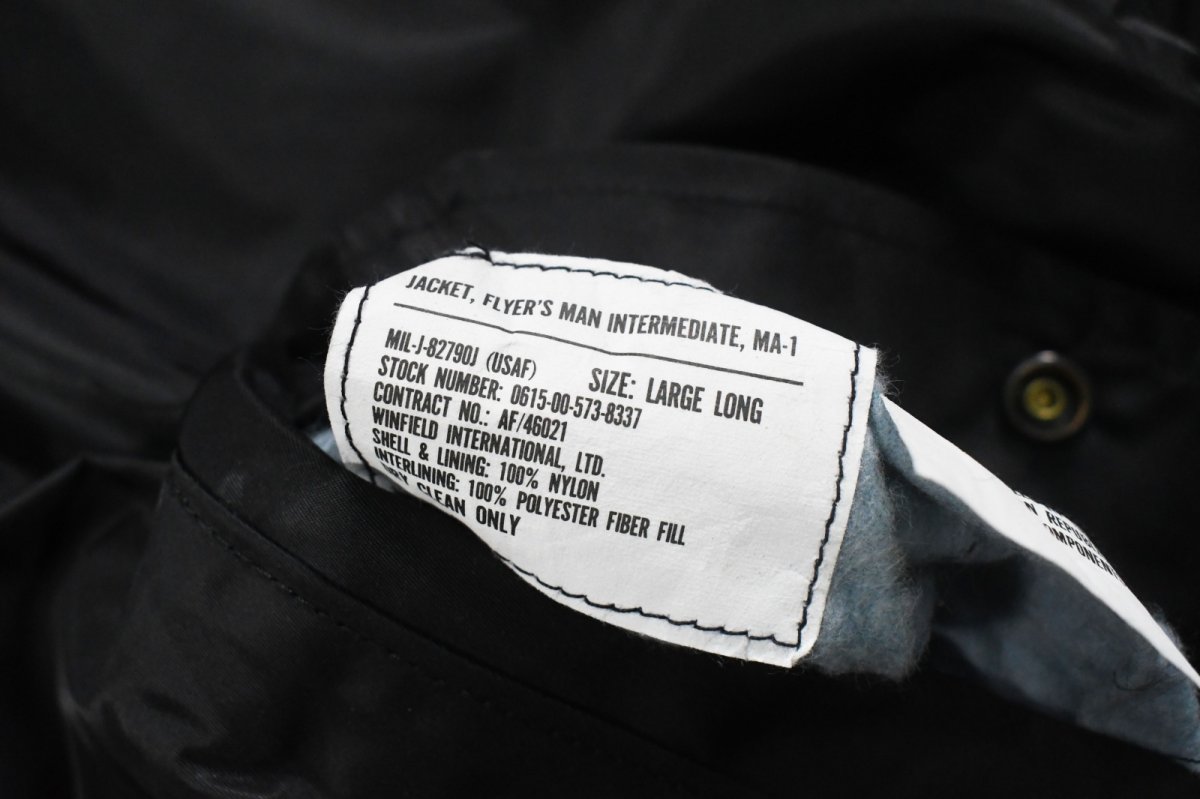 JACKET, FLYER'S MAN INTERMEDIATE, MA-1
MIL-J-82790J (USAF) SIZE: LARGE LONG
STOCK NUMBER: 0615-00-573-8337
CONTRACT NO.: AF/46021
WINFIELD INTERNATIONAL, LTD.
SHELL & LINING: 100% NYLON
INTERLINING: 100% POLYESTER FIBER FILL
DRY CLEAN ONLY